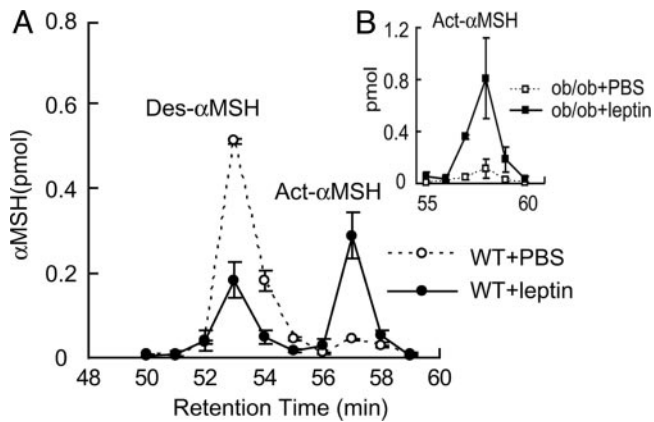 A
αMSH(pmol)
0.8
0.6
0.4
0.2
0
48 50 52 54 56 58 60
Retention Time (min)
Des-αMSH
Act-αMSH
WT+PBS
WT+leptin
B
Act-αMSH
pmol
1.2
0.8
0.4
0
55 60
ob/ob+PBS
ob/ob+leptin